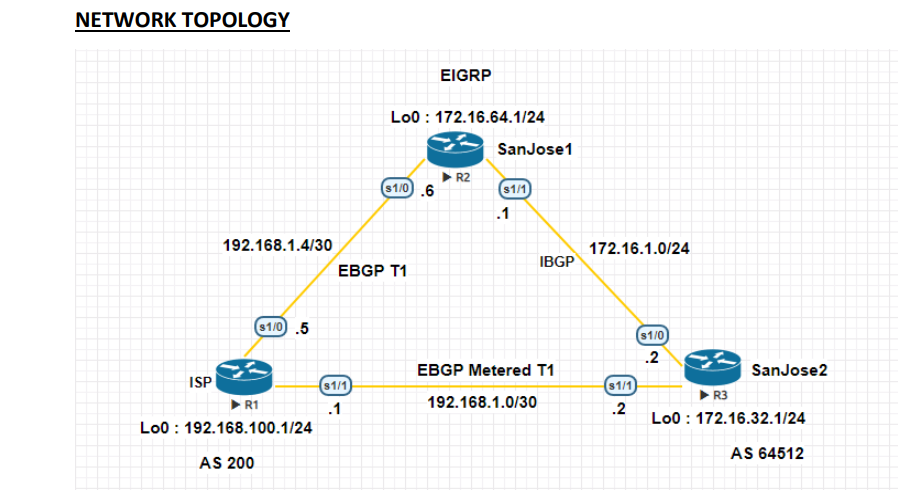 NETWORK TOPOLOGY
EIGRP
Lo0 : 172.16.64.1/24
SanJose1
R2
s1/0
.6
s1/1
.1
192.168.1.4/30
EBGP T1
172.16.1.0/24
IBGP
s1/0
.5
s1/0
.2
ISP
R1
s1/1
.1
EBGP Metered T1
192.168.1.0/30
s1/1
.2
SanJose2
R3
Lo0 : 192.168.100.1/24
Lo0 : 172.16.32.1/24
AS 200
AS 64512